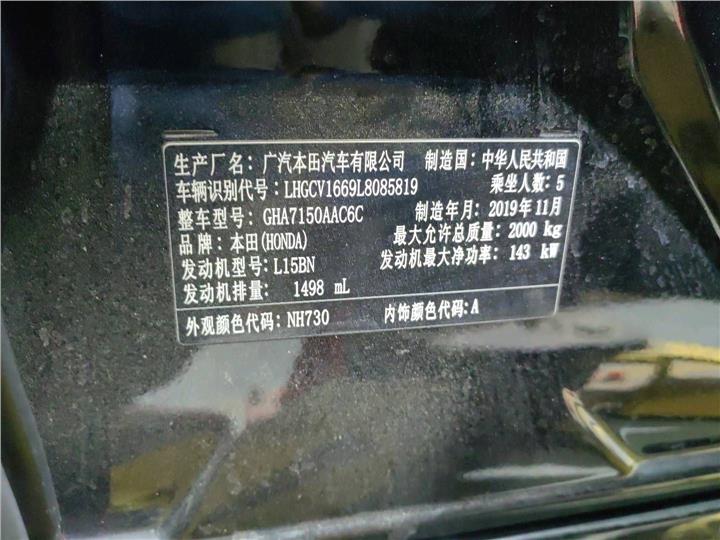 生产厂名：广汽本田汽车有限公司 制造国：中华人民共和国
车辆识别代号：LHGCV1669L8085819 乘坐人数：5
整车型号：GHA7150AAC6C 制造年月：2019年11月
品牌：本田(HONDA) 最大允许总质量：2000 kg
发动机型号：L15BN 发动机最大净功率：143 kW
发动机排量：1498 mL
外观颜色代码：NH730 内饰颜色代码：A